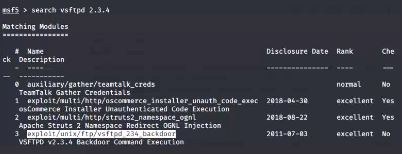 msf5 > search vsftpd 2.3.4
Matching Modules
================
# Name Disclosure Date Rank Che
ck Description
- ---- --------------- ---- ---
-- -----------
0 auxiliary/gather/teamtalk_creds normal No
TeamTalk Gather Credentials
1 exploit/multi/http/oscommerce_installer_unauth_code_exec 2018-04-30 excellent Yes
osCommerce Installer Unauthenticated Code Execution
2 exploit/multi/http/struts2_namespace_ognl 2018-08-22 excellent Yes
Apache Struts 2 Namespace Redirect OGNL Injection
3 exploit/unix/ftp/vsftpd_234_backdoor 2011-07-03 excellent No
VSFTPD v2.3.4 Backdoor Command Execution